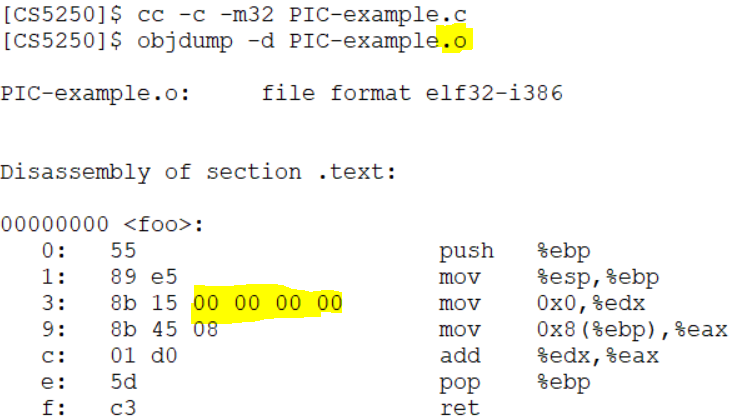 [CS5250]$ cc -c -m32 PIC-example.c
[CS5250]$ objdump -d PIC-example.o
PIC-example.o:     file format elf32-i386
Disassembly of section .text:
00000000 <foo>:
   0:   55                      push   %ebp
   1:   89 e5                   mov    %esp,%ebp
   3:   8b 15 00 00 00 00       mov    0x0,%edx
   9:   8b 45 08                mov    0x8(%ebp),%eax
   c:   01 d0                   add    %edx,%eax
   e:   5d                      pop    %ebp
   f:   c3                      ret